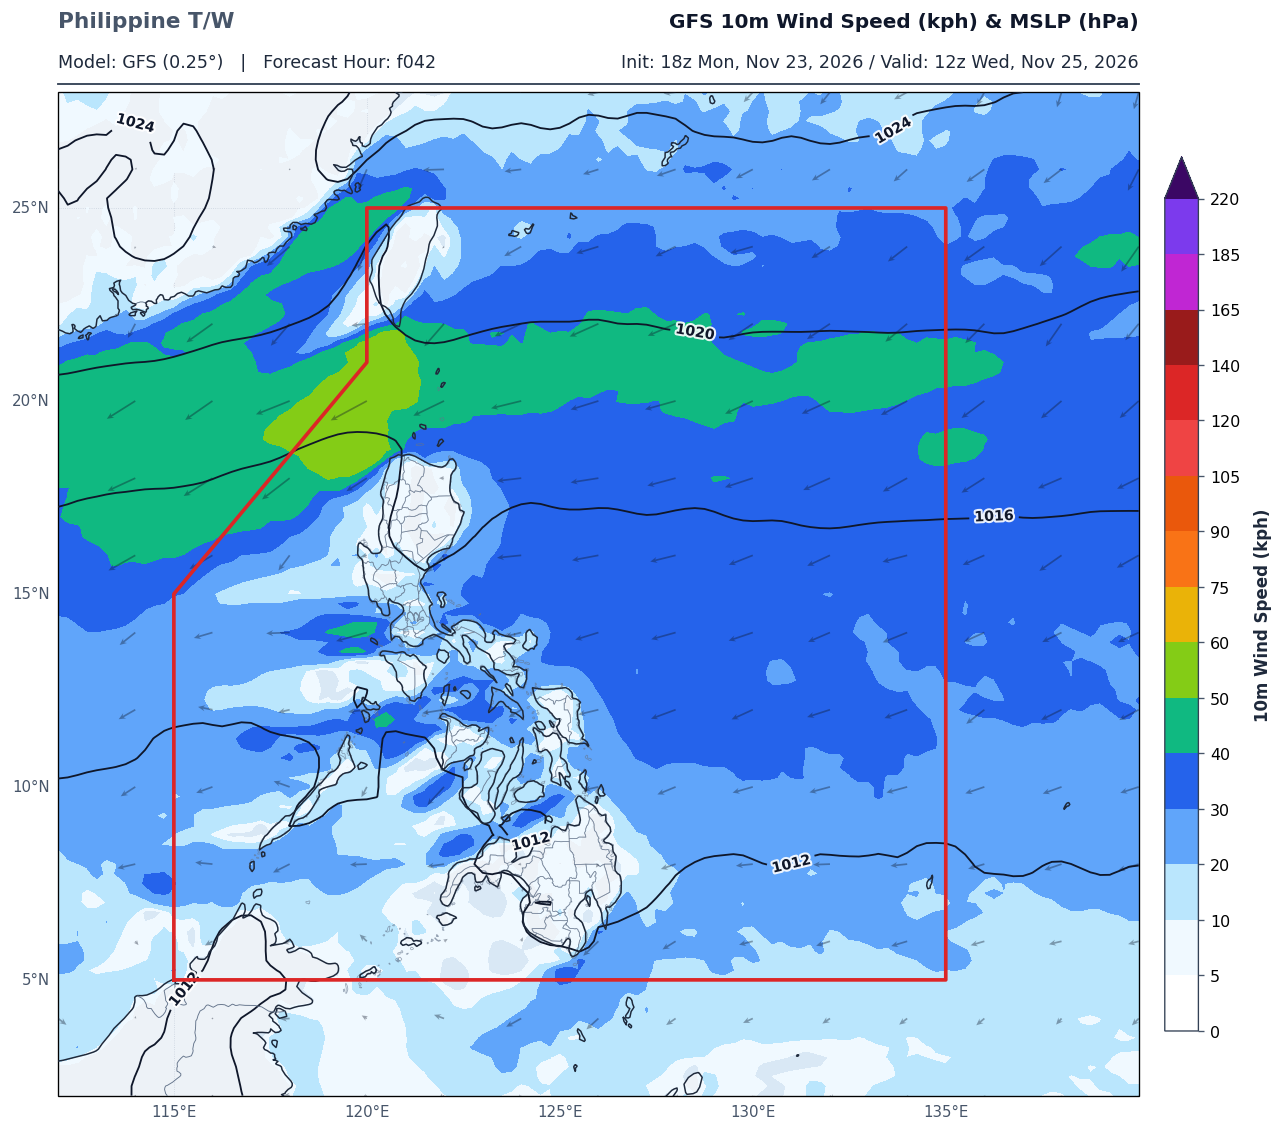 Philippine T/W
GFS 10m Wind Speed (kph) & MSLP (hPa)
Model: GFS (0.25°) | Forecast Hour: f042
Init: 18z Mon, Nov 23, 2026 / Valid: 12z Wed, Nov 25, 2026
1024
1024
1020
1016
1012
1012
1012
25°N
20°N
15°N
10°N
5°N
115°E
120°E
125°E
130°E
135°E
220
185
165
140
120
105
90
75
60
50
40
30
20
10
5
0
10m Wind Speed (kph)